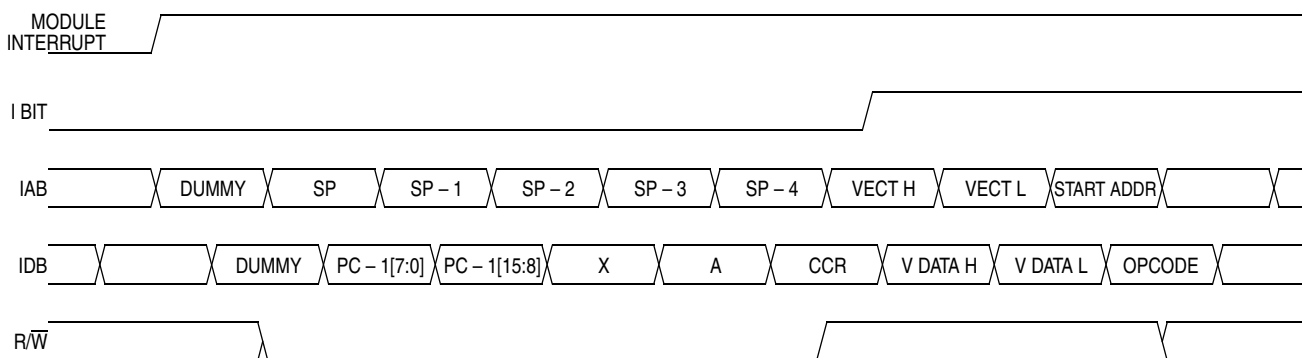 MODULE
INTERRUPT
I BIT
IAB DUMMY SP SP – 1 SP – 2 SP – 3 SP – 4 VECT H VECT L START ADDR
IDB DUMMY PC – 1[7:0] PC – 1[15:8] X A CCR V DATA H V DATA L OPCODE
R/W̅